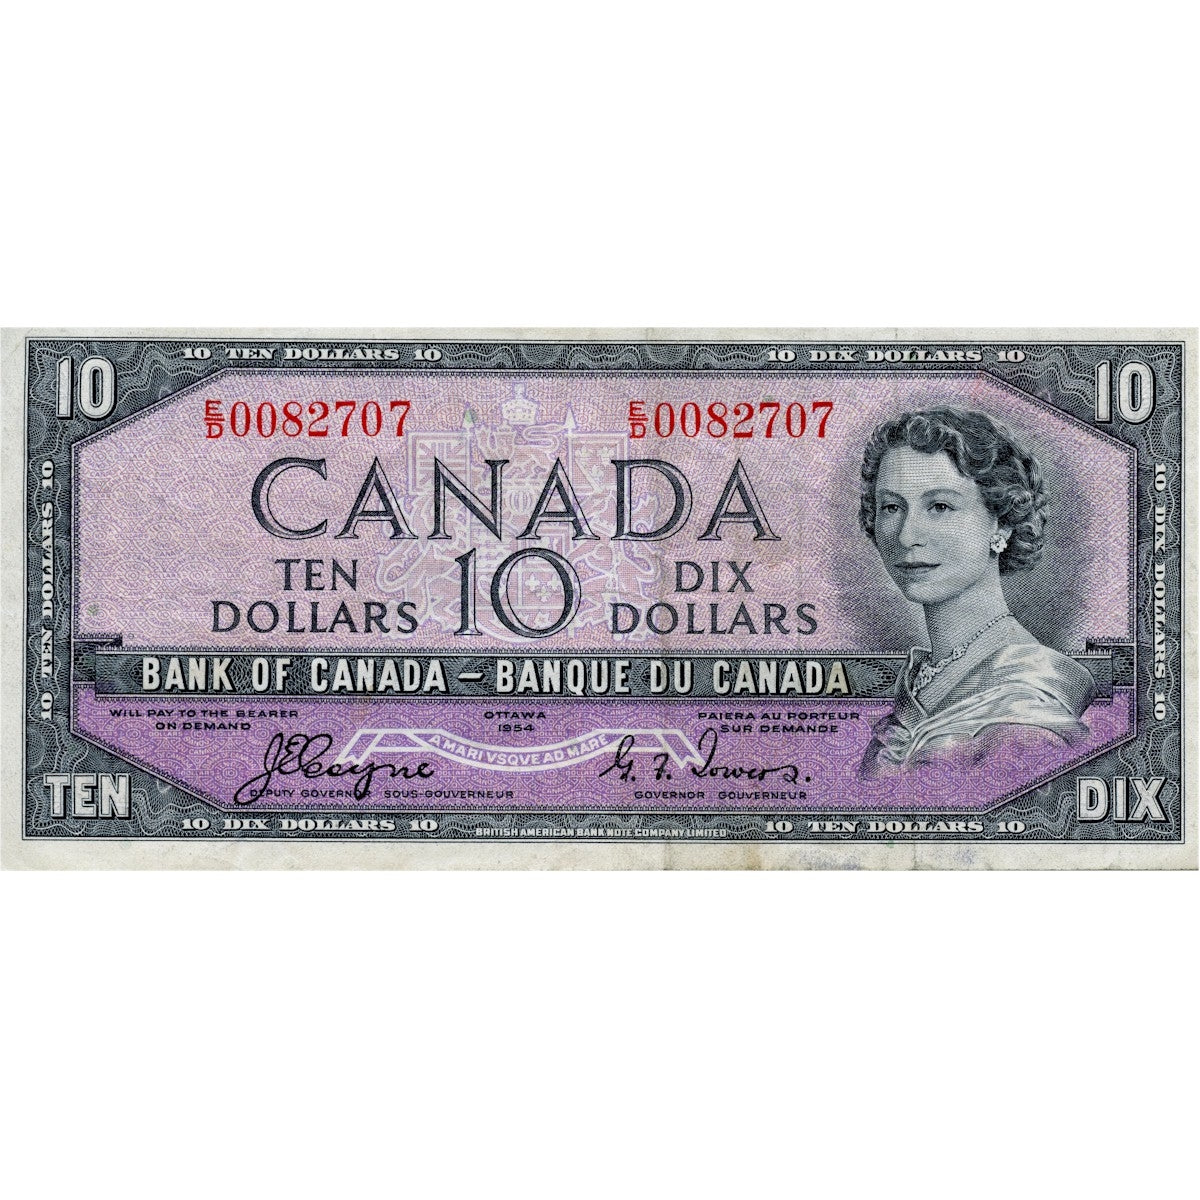 10 TEN DOLLARS 10
10 DIX DOLLARS 10
10
10
E/D 0082707
E/D 0082707
CANADA
TEN DOLLARS
10
DIX DOLLARS
10 TEN DOLLARS 10
10 DIX DOLLARS 10
BANK OF CANADA – BANQUE DU CANADA
WILL PAY TO THE BEARER
ON DEMAND
OTTAWA
1954
PAIERA AU PORTEUR
SUR DEMANDE
A MARI VSQVE AD MARE
J E Coyne
G. F. Towers.
DEPUTY GOVERNOR SOUS-GOUVERNEUR
GOVERNOR GOUVERNEUR
TEN
DIX
10 DIX DOLLARS 10
BRITISH AMERICAN BANK NOTE COMPANY LIMITED
10 TEN DOLLARS 10